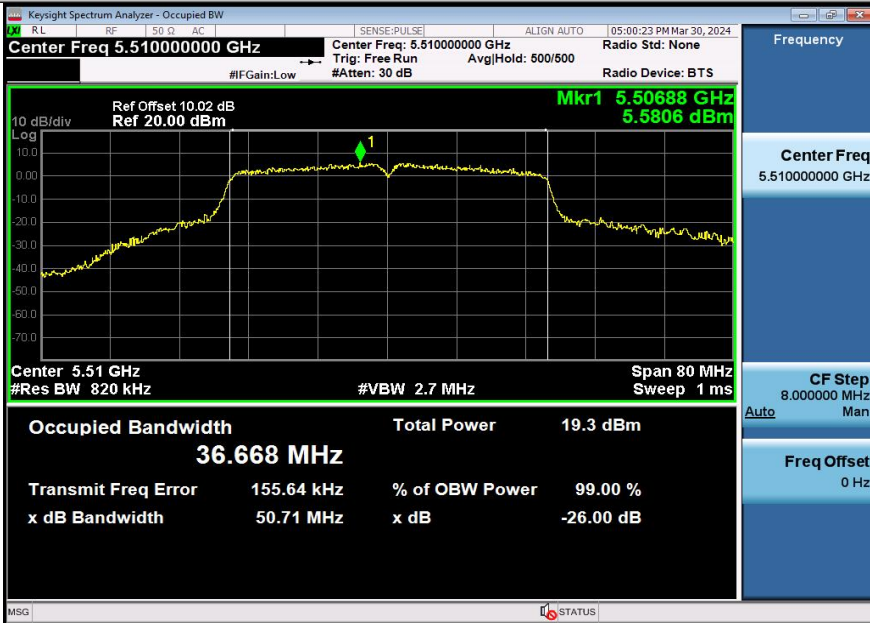 Keysight Spectrum Analyzer - Occupied BW
LXI RL RF 50 Ω AC SENSE:PULSE ALIGN AUTO 05:00:23 PM Mar 30, 2024
Center Freq 5.510000000 GHz Center Freq: 5.510000000 GHz Radio Std: None
Trig: Free Run Avg|Hold: 500/500
#IFGain:Low #Atten: 30 dB Radio Device: BTS
Frequency
Mkr1 5.50688 GHz
5.5806 dBm
Ref Offset 10.02 dB
10 dB/div Ref 20.00 dBm
Log
1
10.0
0.00
-10.0
-20.0
-30.0
-40.0
-50.0
-60.0
-70.0
Center 5.51 GHz Span 80 MHz
#Res BW 820 kHz #VBW 2.7 MHz Sweep 1 ms
Occupied Bandwidth Total Power 19.3 dBm
36.668 MHz
Transmit Freq Error 155.64 kHz % of OBW Power 99.00 %
x dB Bandwidth 50.71 MHz x dB -26.00 dB
Center Freq
5.510000000 GHz
CF Step
8.000000 MHz
Auto Man
Freq Offset
0 Hz
MSG STATUS